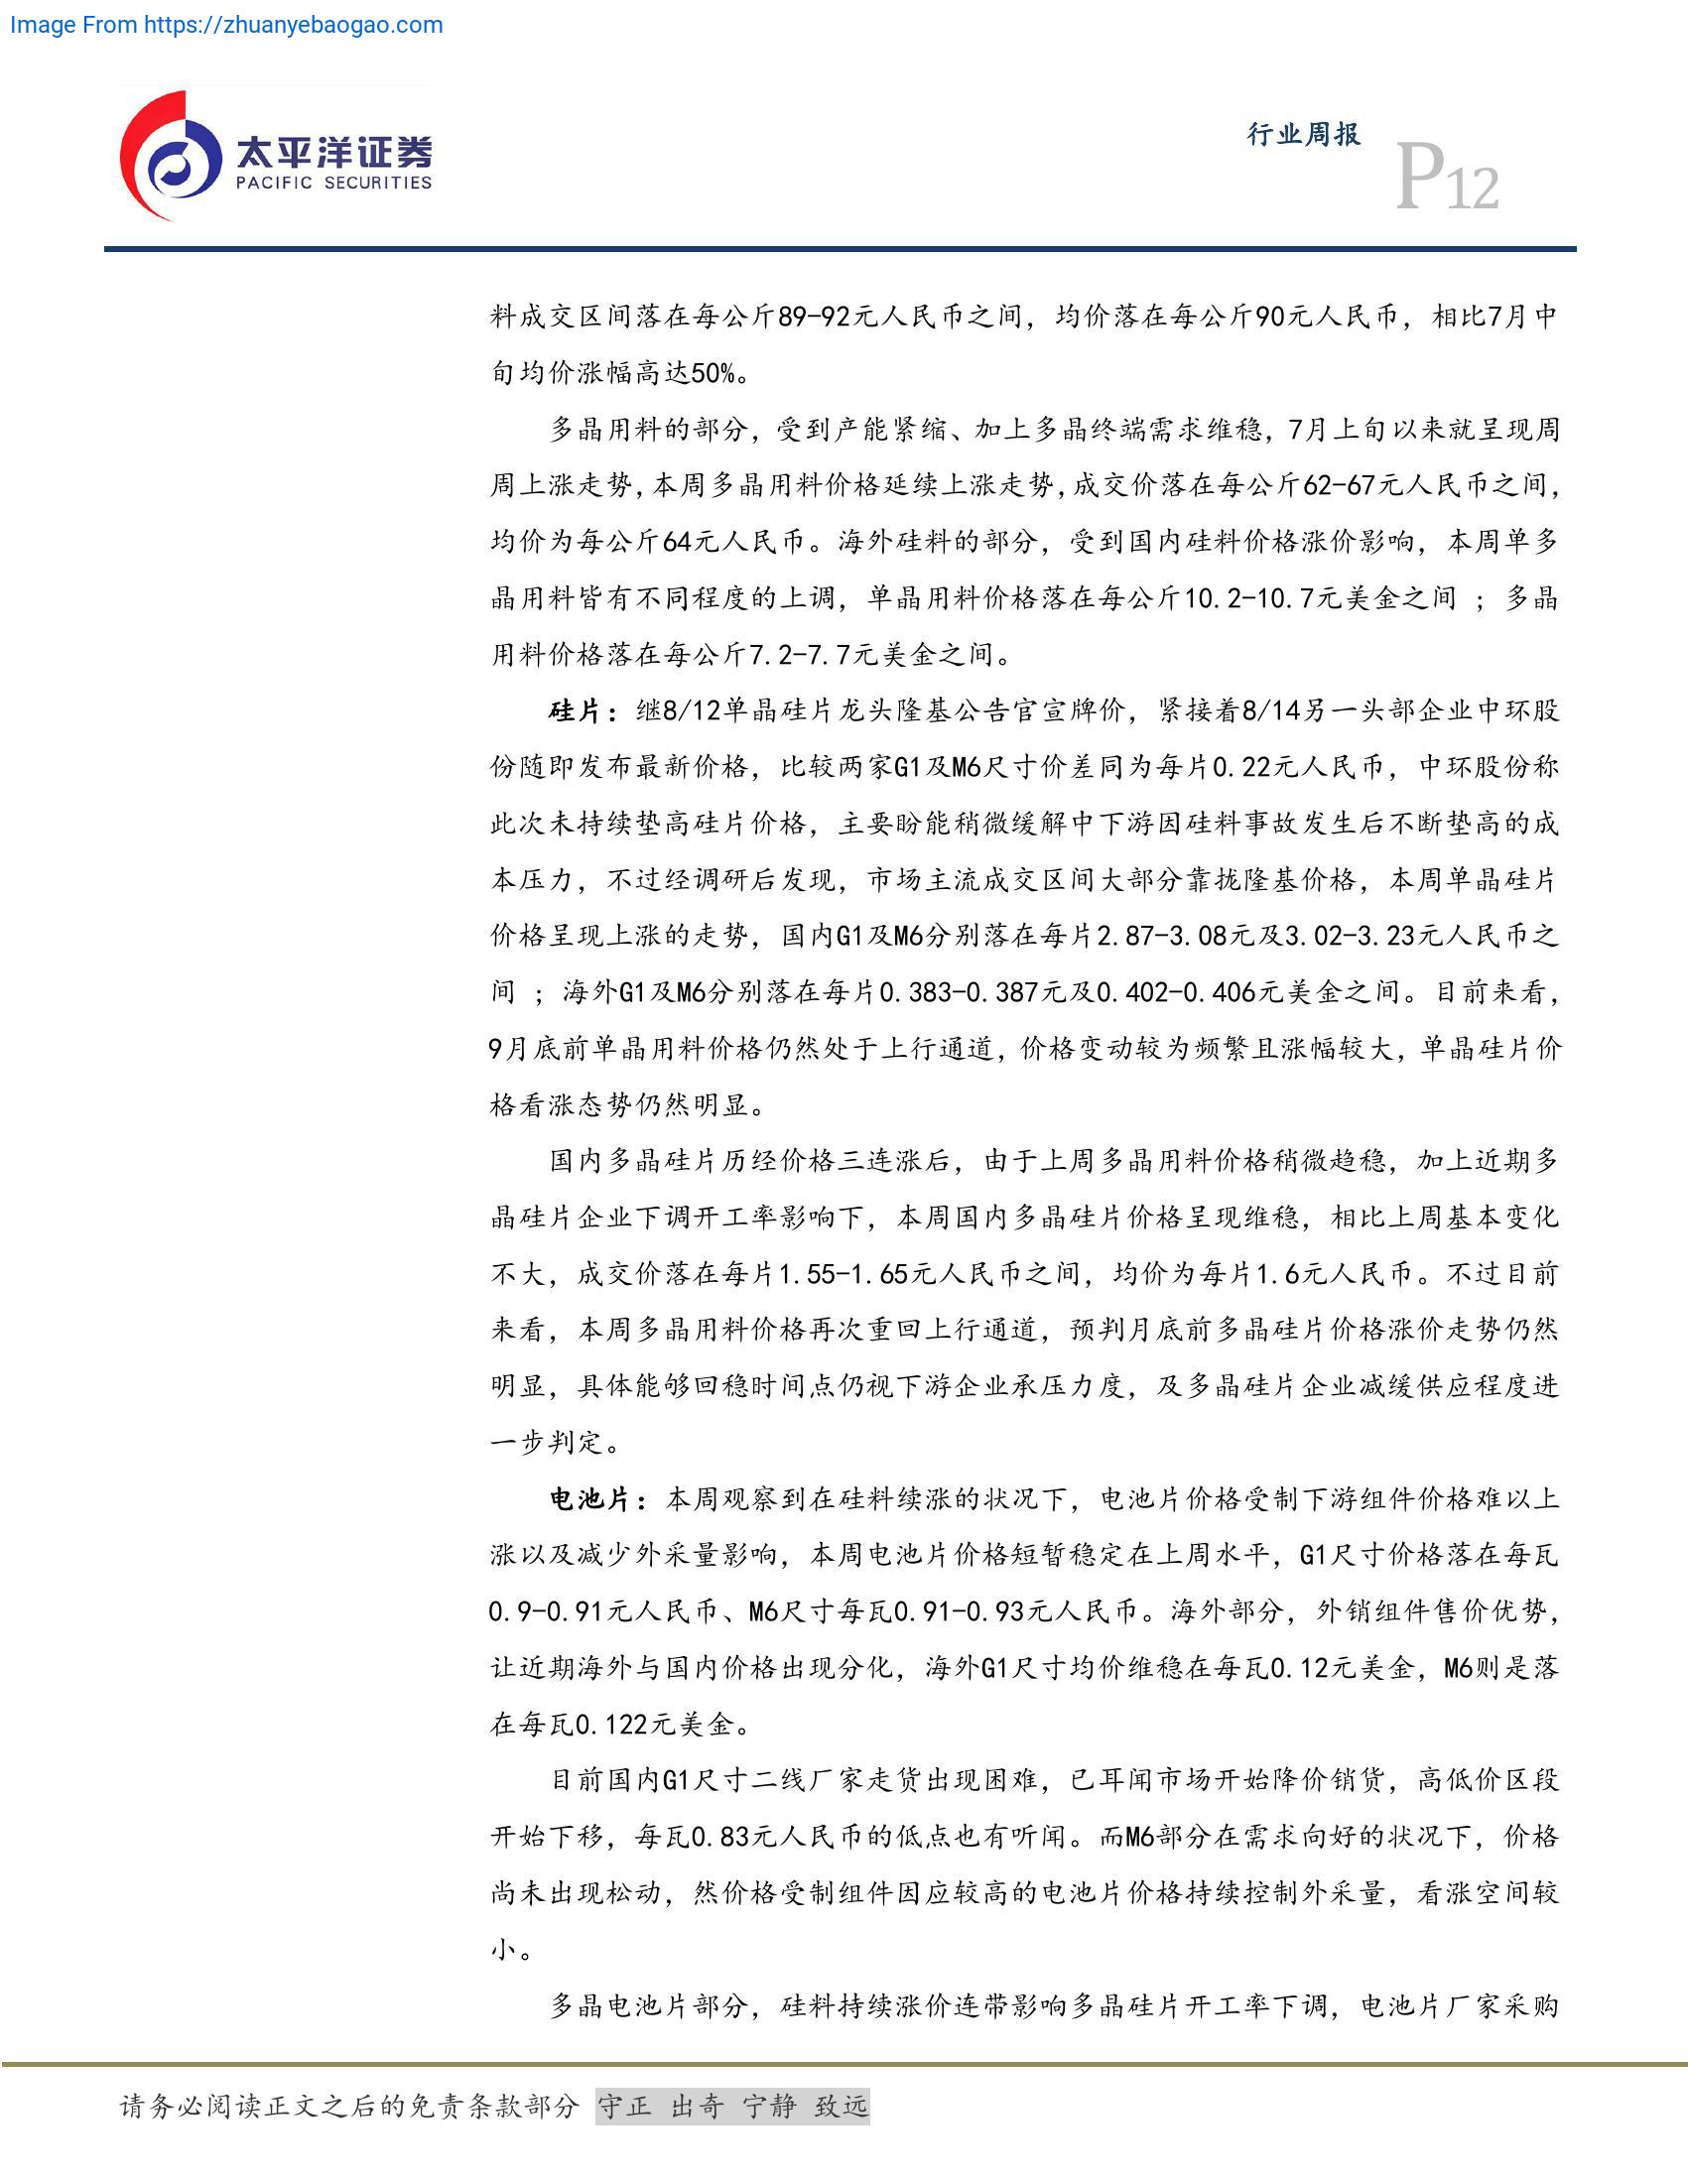 Image From https://zhuanyebaogao.com
太平洋证券
PACIFIC SECURITIES
行业周报
P12
料成交区间落在每公斤89-92元人民币之间，均价落在每公斤90元人民币，相比7月中
旬均价涨幅高达50%。
多晶用料的部分，受到产能紧缩、加上多晶终端需求维稳，7月上旬以来就呈现周
周上涨走势，本周多晶用料价格延续上涨走势，成交价落在每公斤62-67元人民币之间，
均价为每公斤64元人民币。海外硅料的部分，受到国内硅料价格涨价影响，本周单多
晶用料皆有不同程度的上调，单晶用料价格落在每公斤10.2-10.7元美金之间 ；多晶
用料价格落在每公斤7.2-7.7元美金之间。
硅片：继8/12单晶硅片龙头隆基公告官宣牌价，紧接着8/14另一头部企业中环股
份随即发布最新价格，比较两家G1及M6尺寸价差同为每片0.22元人民币，中环股份称
此次未持续垫高硅片价格，主要盼能稍微缓解中下游因硅料事故发生后不断垫高的成
本压力，不过经调研后发现，市场主流成交区间大部分靠拢隆基价格，本周单晶硅片
价格呈现上涨的走势，国内G1及M6分别落在每片2.87-3.08元及3.02-3.23元人民币之
间 ；海外G1及M6分别落在每片0.383-0.387元及0.402-0.406元美金之间。目前来看，
9月底前单晶用料价格仍然处于上行通道，价格变动较为频繁且涨幅较大，单晶硅片价
格看涨态势仍然明显。
国内多晶硅片历经价格三连涨后，由于上周多晶用料价格稍微趋稳，加上近期多
晶硅片企业下调开工率影响下，本周国内多晶硅片价格呈现维稳，相比上周基本变化
不大，成交价落在每片1.55-1.65元人民币之间，均价为每片1.6元人民币。不过目前
来看，本周多晶用料价格再次重回上行通道，预判月底前多晶硅片价格涨价走势仍然
明显，具体能够回稳时间点仍视下游企业承压力度，及多晶硅片企业减缓供应程度进
一步判定。
电池片：本周观察到在硅料续涨的状况下，电池片价格受制下游组件价格难以上
涨以及减少外采量影响，本周电池片价格短暂稳定在上周水平，G1尺寸价格落在每瓦
0.9-0.91元人民币、M6尺寸每瓦0.91-0.93元人民币。海外部分，外销组件售价优势，
让近期海外与国内价格出现分化，海外G1尺寸均价维稳在每瓦0.12元美金，M6则是落
在每瓦0.122元美金。
目前国内G1尺寸二线厂家走货出现困难，已耳闻市场开始降价销货，高低价区段
开始下移，每瓦0.83元人民币的低点也有听闻。而M6部分在需求向好的状况下，价格
尚未出现松动，然价格受制组件因应较高的电池片价格持续控制外采量，看涨空间较
小。
多晶电池片部分，硅料持续涨价连带影响多晶硅片开工率下调，电池片厂家采购
请务必阅读正文之后的免责条款部分 守正 出奇 宁静 致远